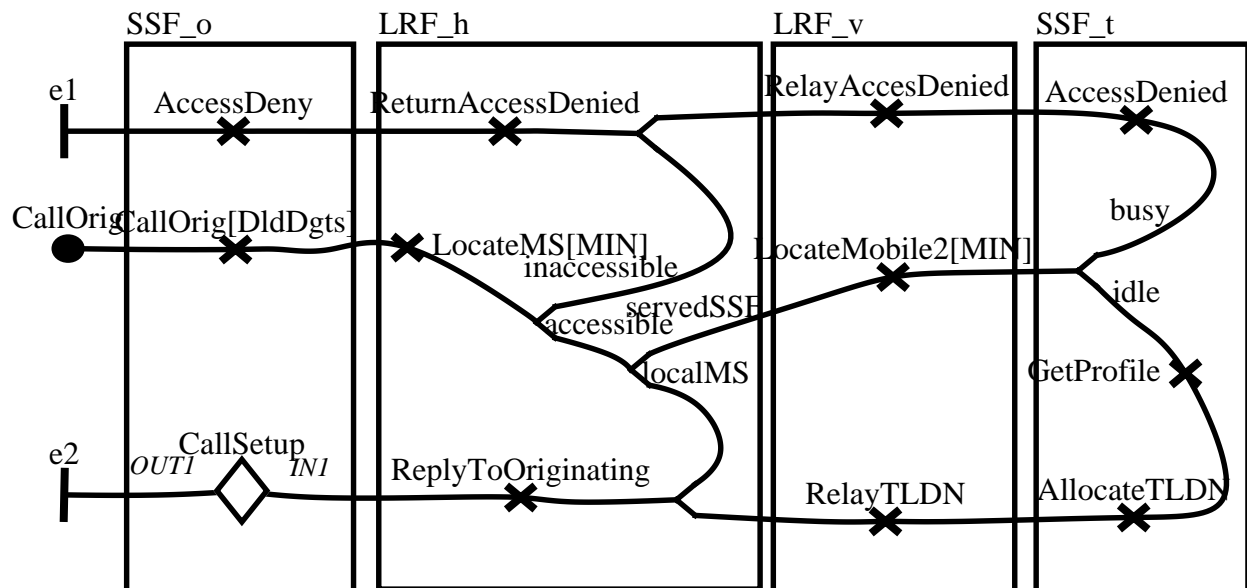 SSF_o
LRF_h
LRF_v
SSF_t
e1
AccessDeny
ReturnAccessDenied
RelayAccesDenied
AccessDenied
CallOrig
CallOrig[DldDgts]
LocateMS[MIN]
LocateMobile2[MIN]
busy
inaccessible
accessible
servedSSF
idle
localMS
GetProfile
e2
OUT1
CallSetup
IN1
ReplyToOriginating
RelayTLDN
AllocateTLDN